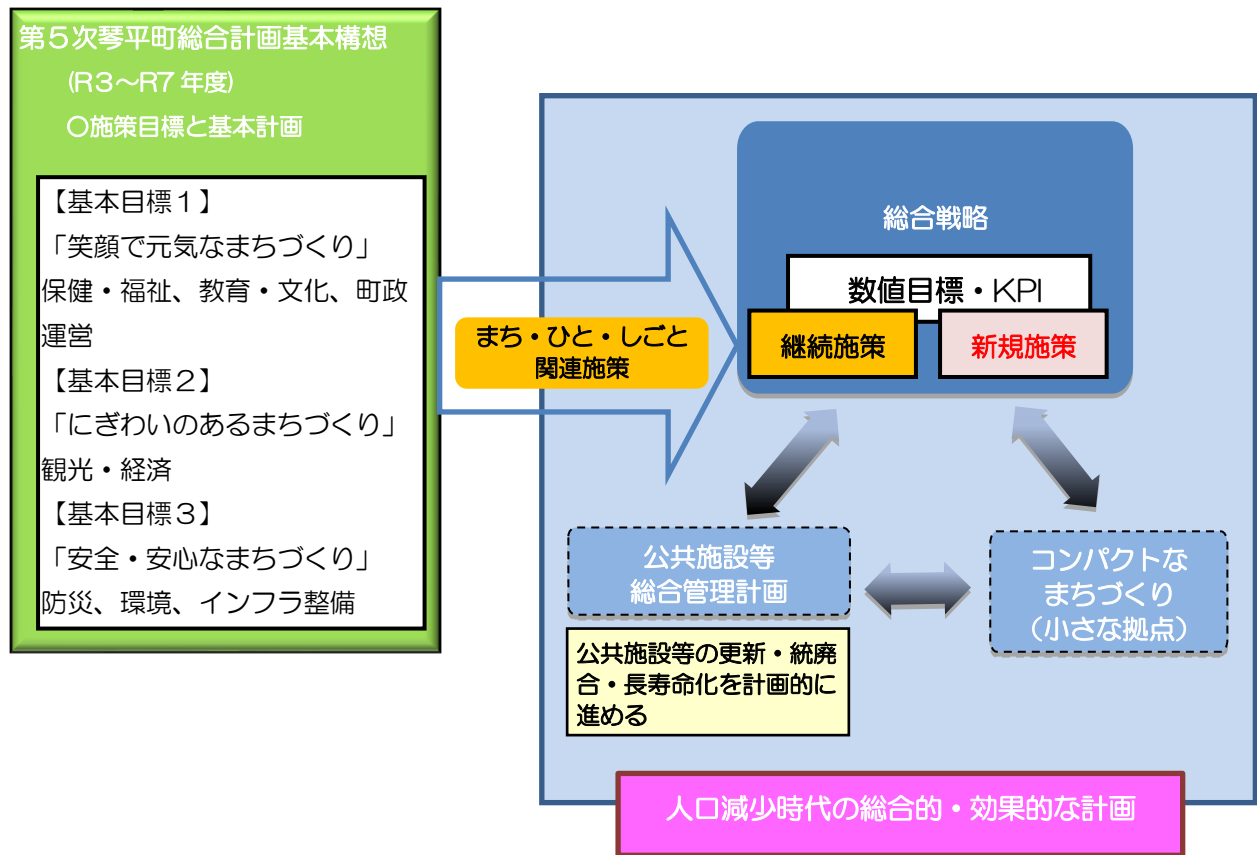 第5次琴平町総合計画基本構想
(R3～R7年度)
〇施策目標と基本計画
【基本目標1】
「笑顔で元気なまちづくり」
保健・福祉、教育・文化、町政
運営
【基本目標2】
「にぎわいのあるまちづくり」
観光・経済
【基本目標3】
「安全・安心なまちづくり」
防災、環境、インフラ整備
まち・ひと・しごと
関連施策
総合戦略
数値目標・KPI
継続施策
新規施策
公共施設等
総合管理計画
コンパクトな
まちづくり
（小さな拠点）
公共施設等の更新・統廃
合・長寿命化を計画的に
進める
人口減少時代の総合的・効果的な計画